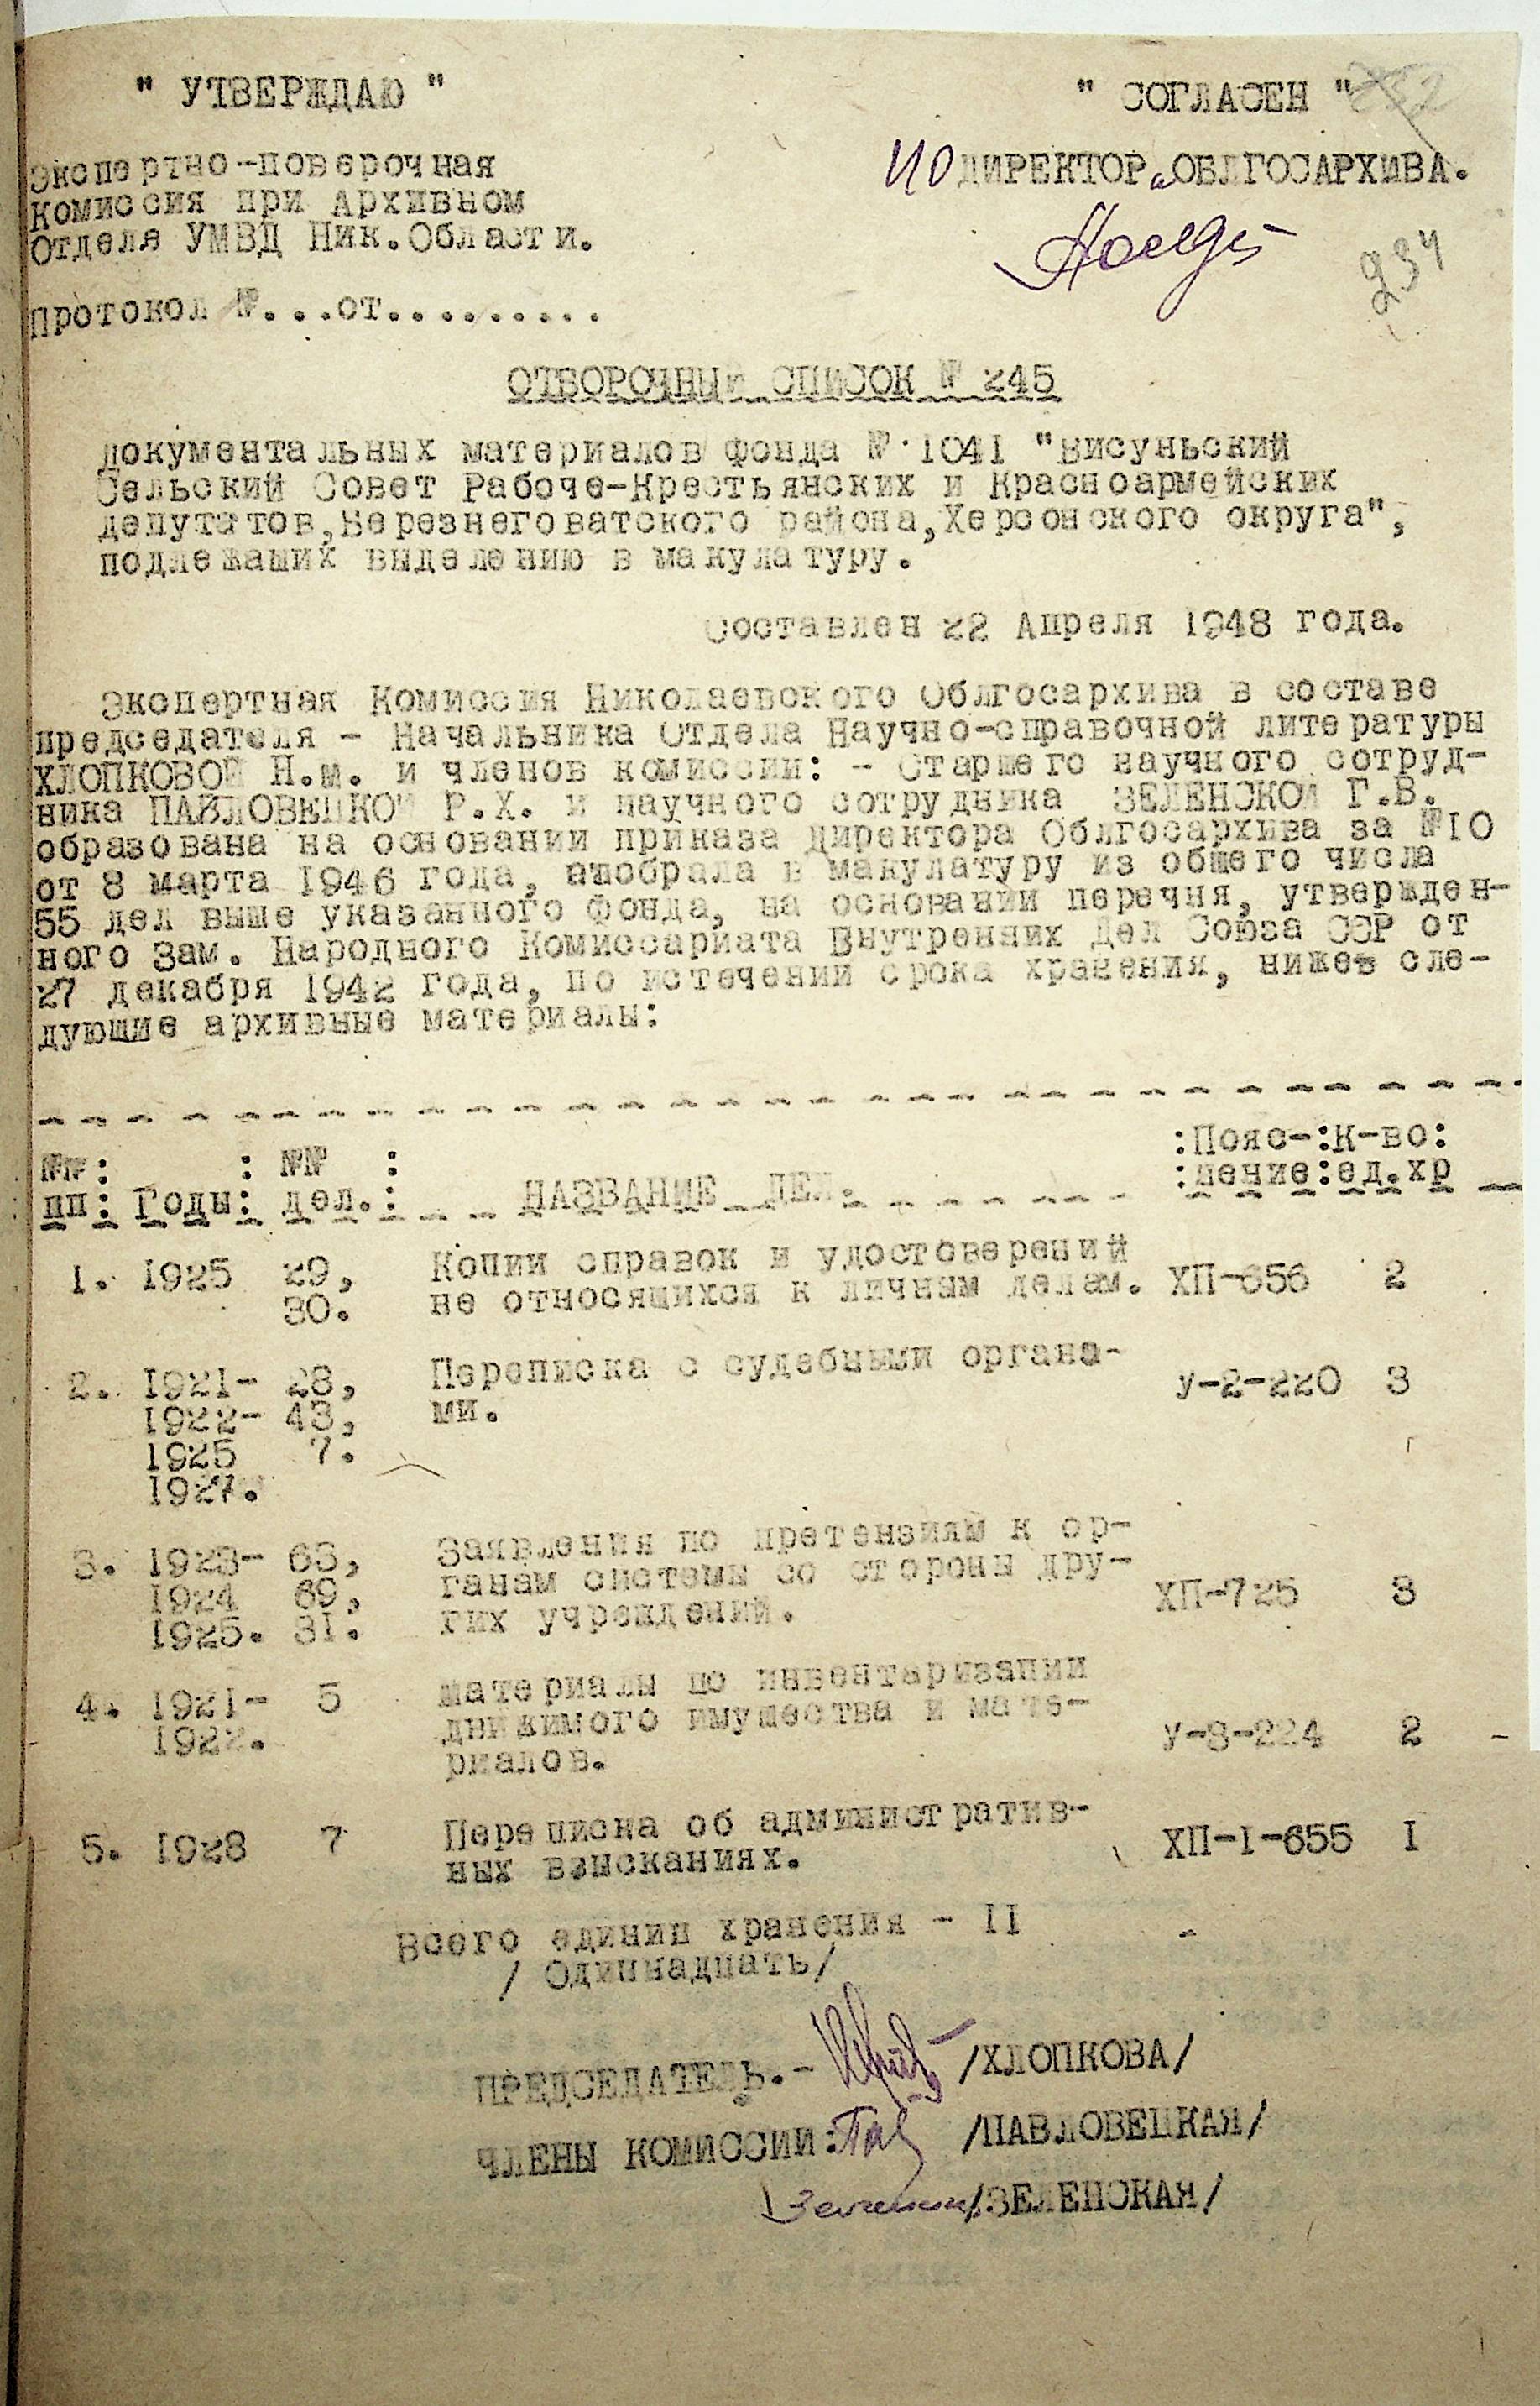 " УТВЕРЖДАЮ "
" СОГЛАСЕН "
Экспертно-поверочная
Комиссия при Архивном
Отделе УМВД Ник.Области.
Протокол №...от.........
ИО ДИРЕКТОРа ОБЛГОСАРХИВА.
234
ОТБОРОЧНЫЙ СПИСОК № 245
документальных материалов фонда № 1041 "Висуньский
Сельский Совет Рабоче-Крестьянских и Красноармейских
депутатов, Березнеговатского района, Херсонского округа",
подлежаших выделению в макулатуру.
Составлен 22 Апреля 1948 года.
Экспертная Комиссия Николаевского Облгосархива в составе
председателя - Начальника Отдела Научно-справочной литературы
ХЛОПКОВОЙ Н.М. и членов комиссии: - Старшего научного сотруд-
ника ПАВЛОВЕЦКОЙ Р.Х. и научного сотрудника ЗЕЛЕНСКОЙ Г.В.
образована на основании приказа директора Облгосархива за №10
от 8 марта 1946 года, отобрала в макулатуру из общего числа
55 дел выше указанного фонда, на основании перечня, утвержден-
ного Зам. Народного Комиссариата Внутренних Дел Союза ССР от
27 декабря 1942 года, по истечении срока хранения, ниже сле-
дующие архивные материалы:
№№: : №№ : :Пояс-:К-во:
пп: Годы: дел.: НАЗВАНИЕ ДЕЛ. :нение:ед.хр
1. 1925 29, Копии справок и удостоверений
30. не относящихся к личным делам. ХП-656 2
2. 1921- 28, Переписка с судебными органа-
1922- 43, ми. У-2-220 3
1925 7.
1927.
3. 1923- 63, Заявления по претензиям к ор-
1924 69, ганам системы со стороны дру-
1925. 31. гих учреждений. ХП-725 3
4. 1921- 5 Материалы по инвентаризации
1922. движимого имушества и мате-
риалов. У-8-224 2
5. 1928 7 Переписка об административ-
ных взысканиях. ХП-1-655 1
Всего единиц хранения - 11
/ Одиннадцать/
ПРЕДСЕДАТЕЛЬ.- /ХЛОПКОВА/
ЧЛЕНЫ КОМИССИИ: Пав /ПАВЛОВЕЦКАЯ/
/ЗЕЛЕНСКАЯ/